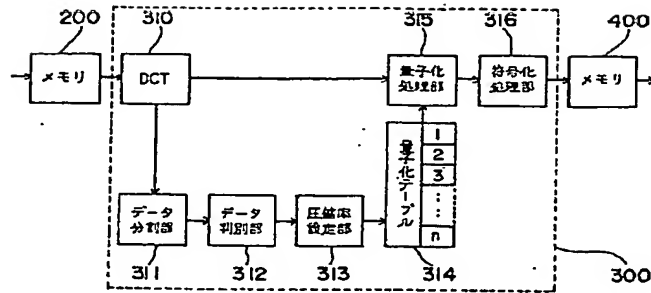 200
310
315
316
400
メモリ
DCT
量子化
処理部
符号化
処理部
メモリ
量子化テーブル
1
2
3
n
データ
分割部
データ
判別部
圧縮率
設定部
311
312
313
314
300